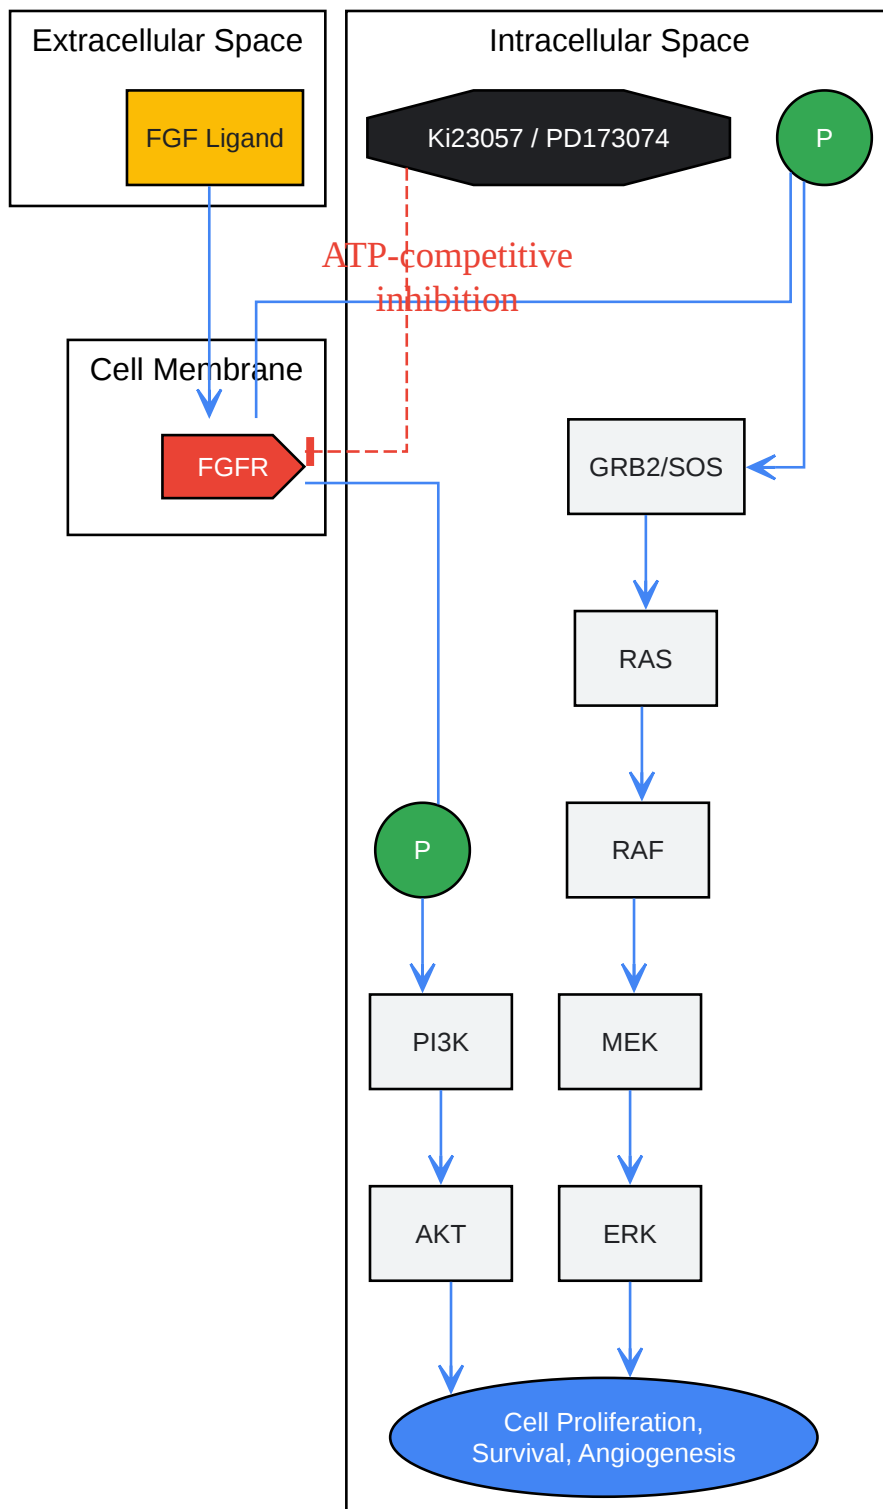 Extracellular Space
Intracellular Space
FGF Ligand
Ki23057 / PD173074
P
ATP-competitive
inhibition
Cell Membrane
FGFR
GRB2/SOS
RAS
P
RAF
PI3K
MEK
AKT
ERK
Cell Proliferation,
Survival, Angiogenesis